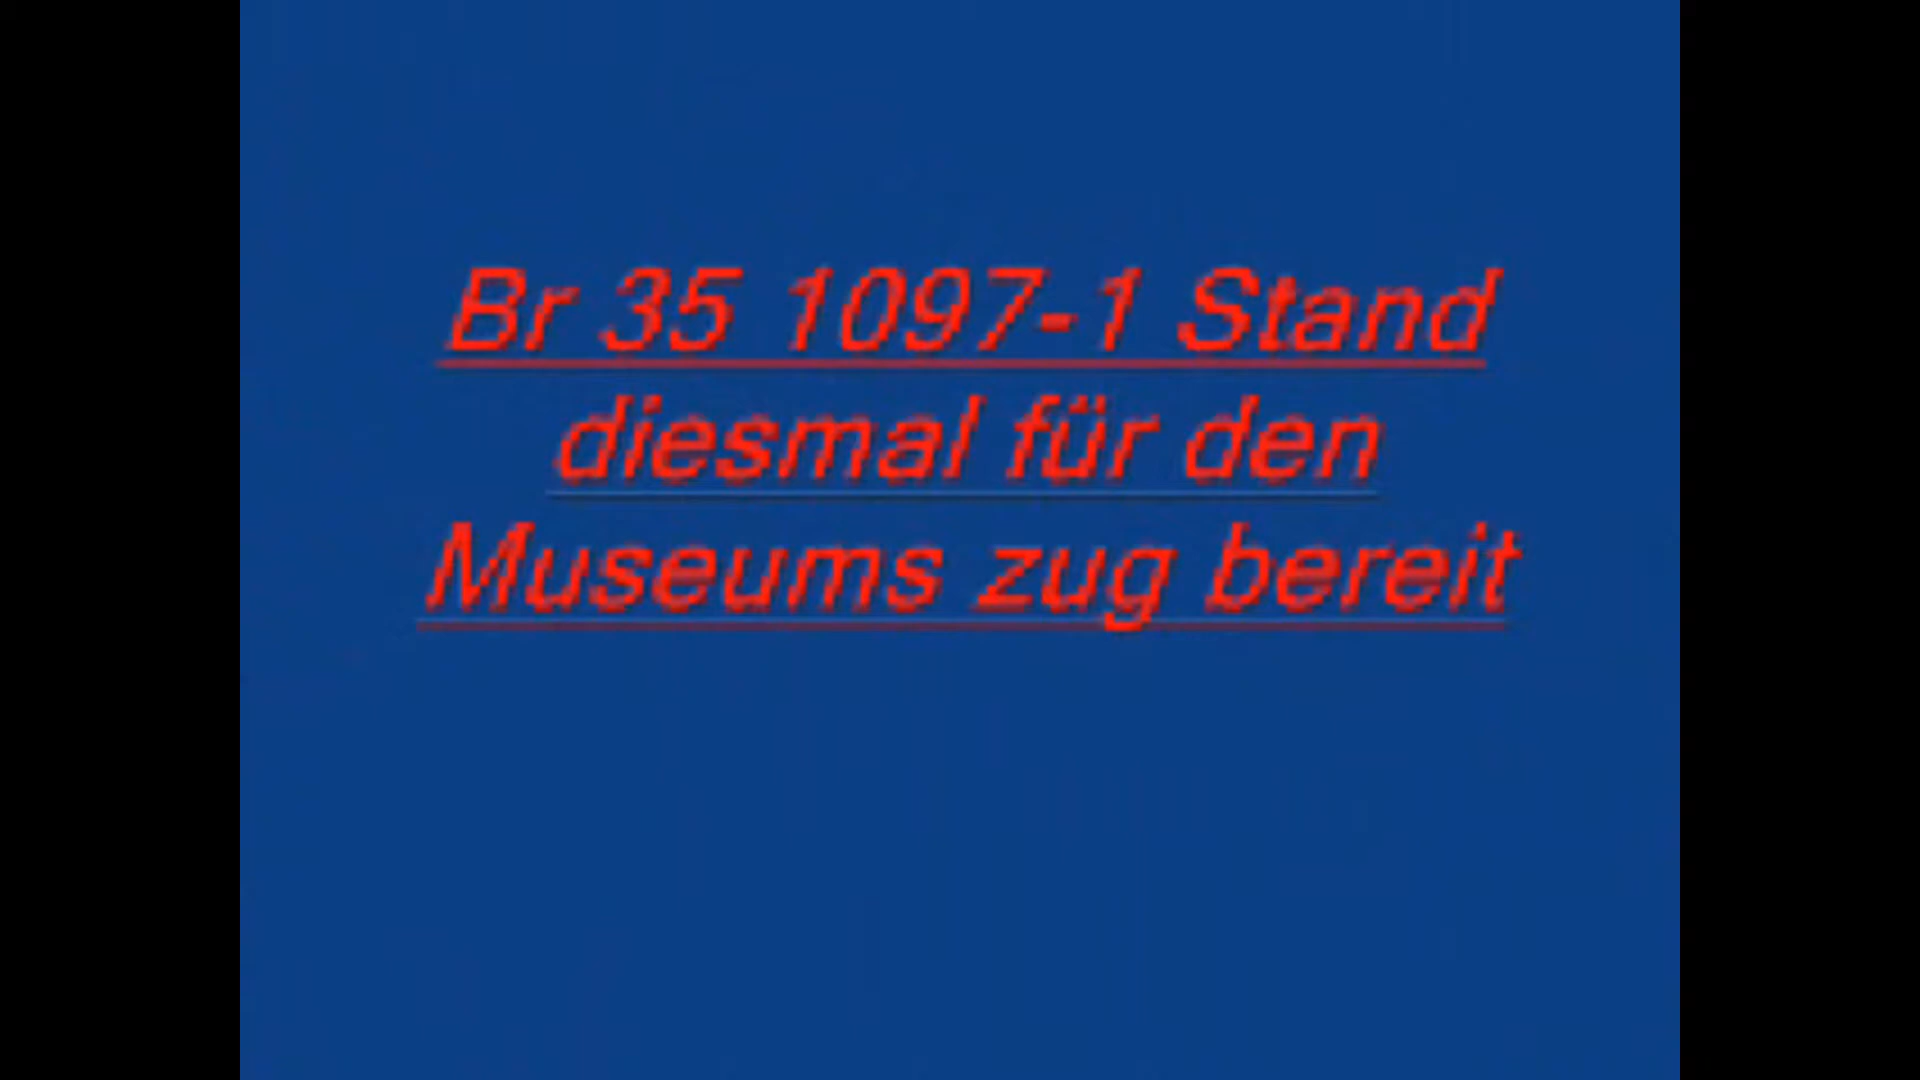 Br 35 1097-1 Stand
diesmal für den
Museums zug bereit